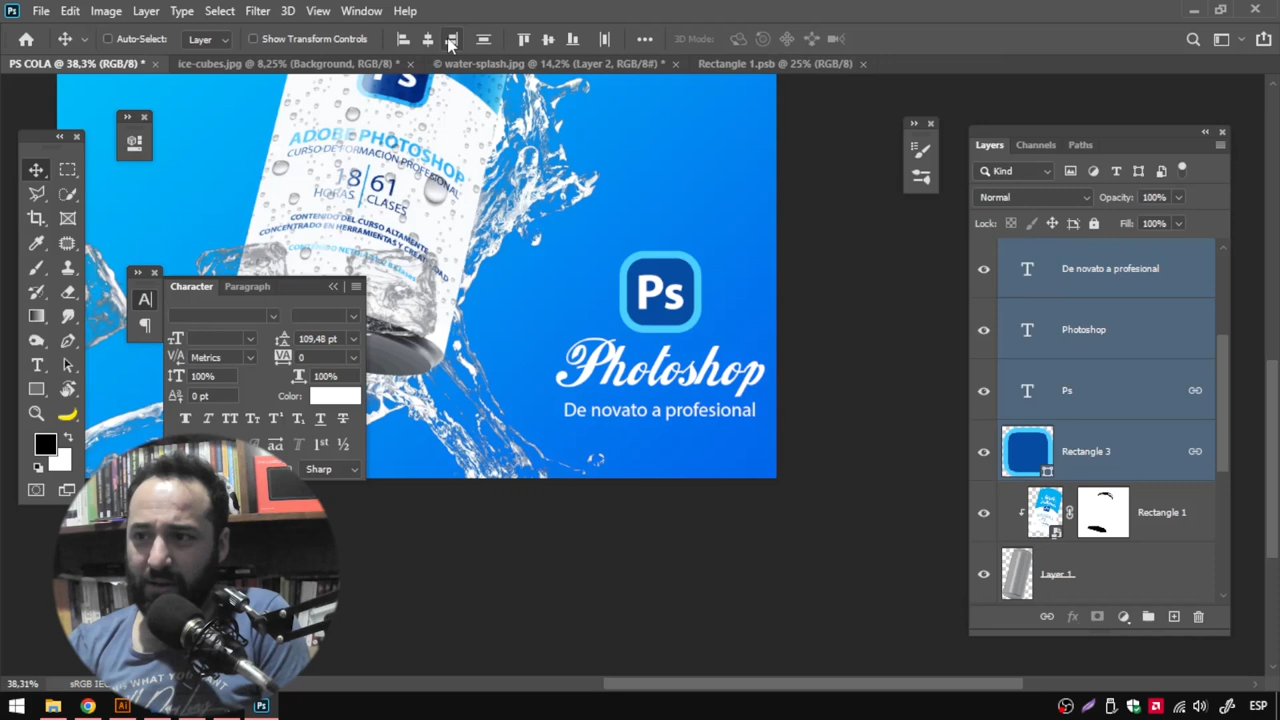 Ps
File Edit Image Layer Type Select Filter 3D View Window Help
Auto-Select: Layer Show Transform Controls 3D Mode:
PS COLA @ 38,3% (RGB/8) * × ice-cubes.jpg @ 8,25% (Background, RGB/8) * × © water-splash.jpg @ 14,2% (Layer 2, RGB/8#) * × Rectangle 1.psb @ 25% (RGB/8) ×
Ps
ADOBE PHOTOSHOP
CURSO DE FORMACIÓN PROFESIONAL
18 61
HORAS CLASES
CONTENIDO DEL CURSO ALTAMENTE
CONCENTRADO EN HERRAMIENTAS Y CREATIVIDAD
Ps
Photoshop
De novato a profesional
Character Paragraph
109,48 pt
Metrics 0
100% 100%
0 pt Color:
Sharp
Layers Channels Paths
Kind
Normal Opacity: 100%
Lock: Fill: 100%
De novato a profesional
Photoshop
Ps
Rectangle 3
Rectangle 1
Layer 1
38,31% sRGB IE
ESP